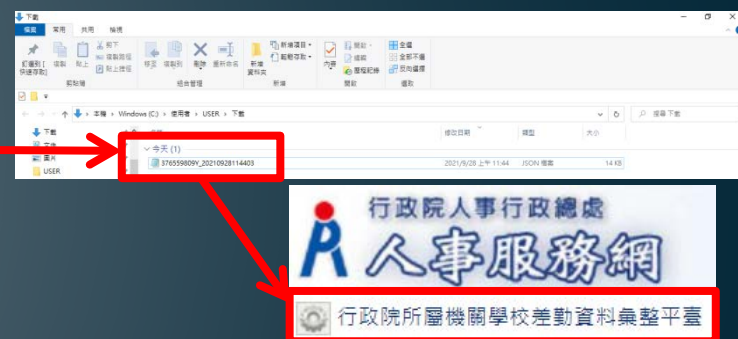 下載
檔案 常用 共用 檢視
釘選到 [快速存取]
複製 貼上
剪下
複製路徑
貼上捷徑
移至 複製到 刪除 重新命名
新增資料夾
新增項目
輕鬆存取
內容
開啟
編輯
歷程記錄
全選
全部不選
反向選擇
剪貼簿 組合管理 新增 開啟 選取
本機 › Windows (C:) › 使用者 › USER › 下載
搜尋 下載
下載
修改日期 類型 大小
今天 (1)
圖片
376559809Y_20210928114403 2021/9/28 上午 11:44 JSON 檔案 14 KB
USER
行政院人事行政總處
人事服務網
行政院所屬機關學校差勤資料彙整平臺